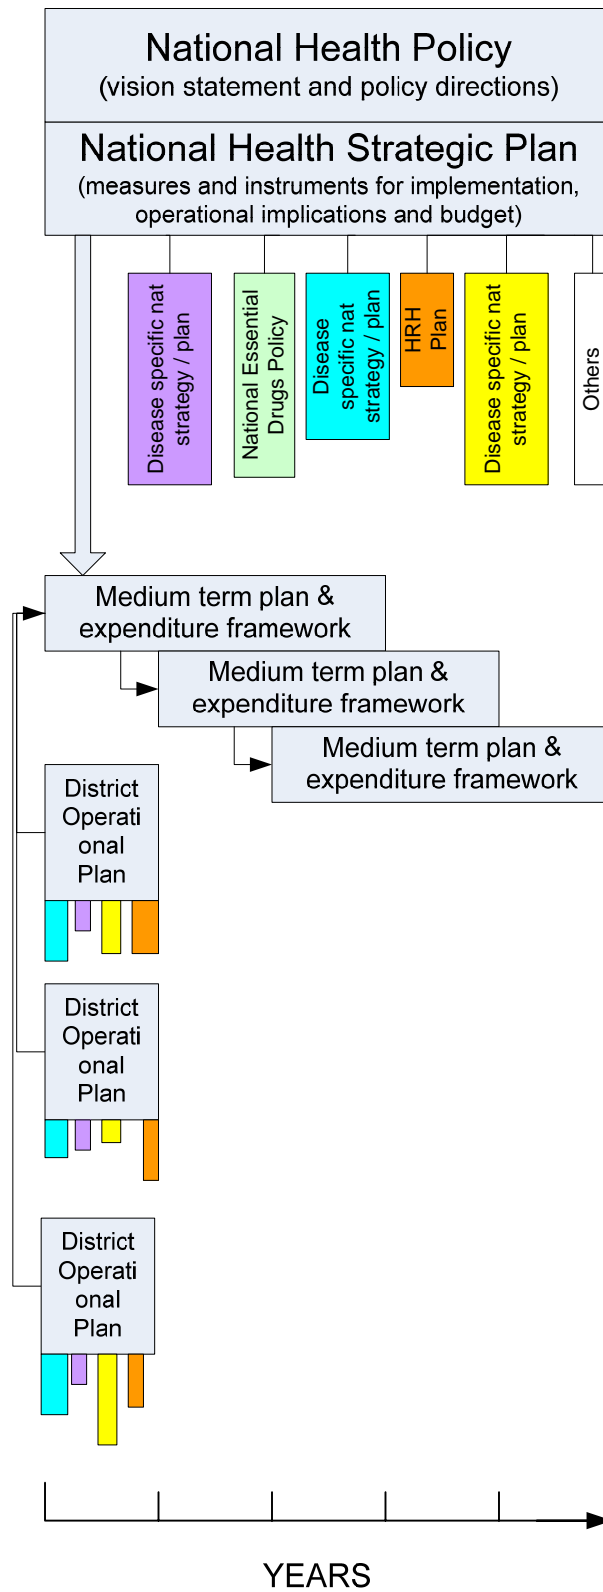 National Health Policy
(vision statement and policy directions)
National Health Strategic Plan
(measures and instruments for implementation,
operational implications and budget)
Disease specific nat
strategy / plan
National Essential
Drugs Policy
Disease
specific nat
strategy / plan
HRH
Plan
Disease specific nat
strategy / plan
Others
Medium term plan &
expenditure framework
Medium term plan &
expenditure framework
Medium term plan &
expenditure framework
District
Operati
onal
Plan
District
Operati
onal
Plan
District
Operati
onal
Plan
YEARS